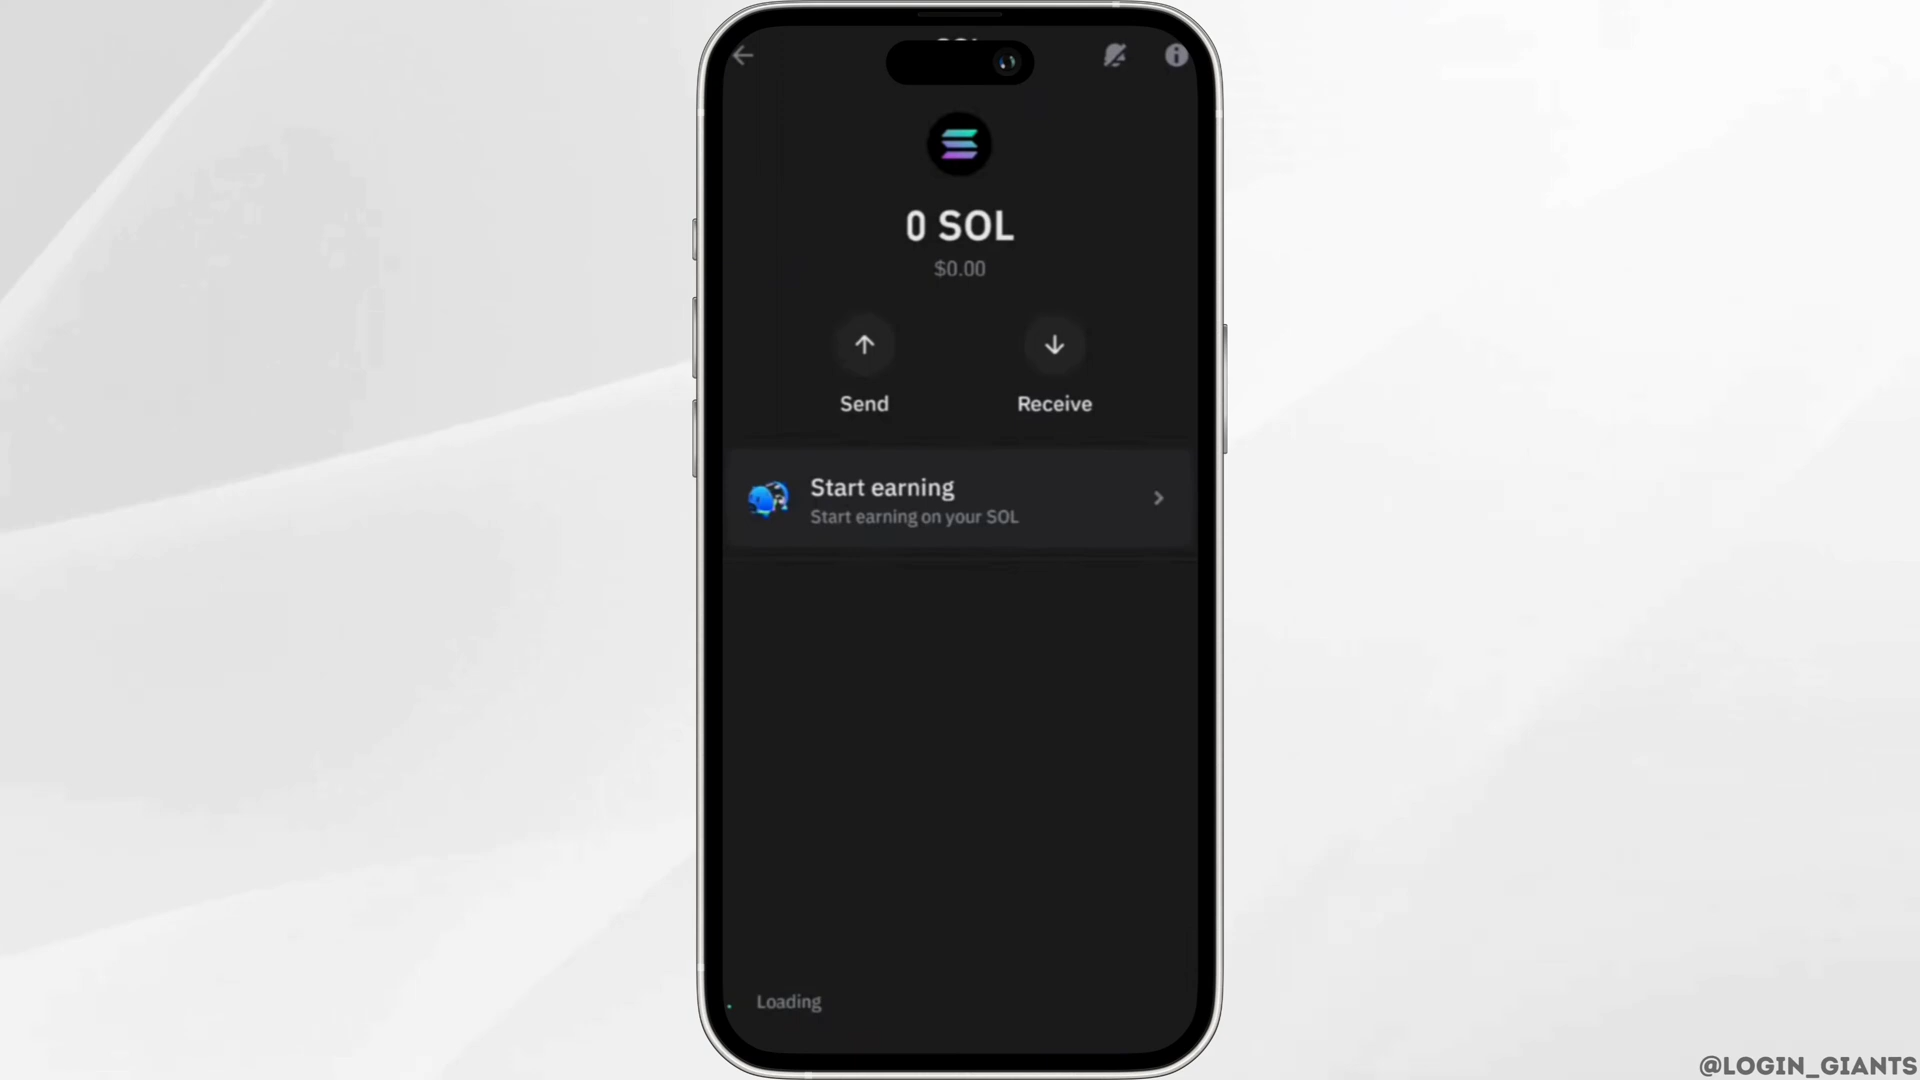 0 SOL
$0.00
Send
Receive
Start earning
Start earning on your SOL
Loading
@LOGIN_GIANTS